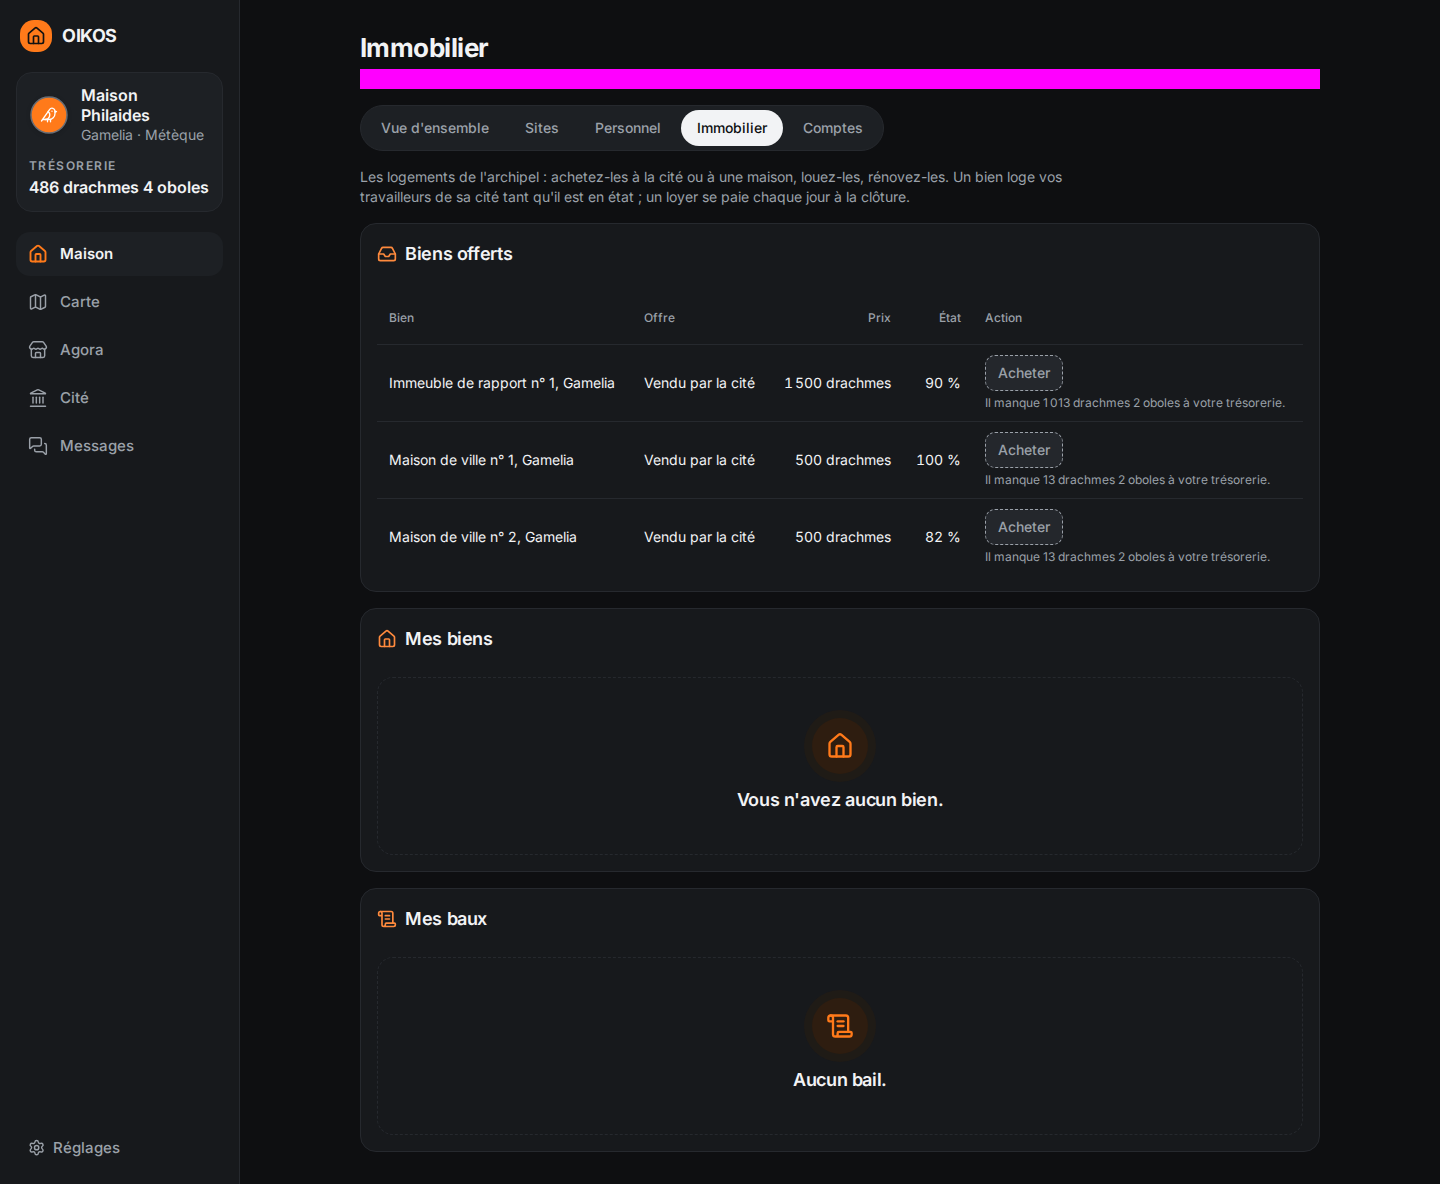 OIKOS
Maison
Philaides
Gamelia · Métèque
TRÉSORERIE
486 drachmes 4 oboles
Maison
Carte
Agora
Cité
Messages
Réglages
Immobilier
Vue d'ensemble Sites Personnel Immobilier Comptes
Les logements de l'archipel : achetez-les à la cité ou à une maison, louez-les, rénovez-les. Un bien loge vos
travailleurs de sa cité tant qu'il est en état ; un loyer se paie chaque jour à la clôture.
Biens offerts
Bien Offre Prix État Action
Immeuble de rapport n° 1, Gamelia Vendu par la cité 1 500 drachmes 90 % Acheter
Il manque 1 013 drachmes 2 oboles à votre trésorerie.
Maison de ville n° 1, Gamelia Vendu par la cité 500 drachmes 100 % Acheter
Il manque 13 drachmes 2 oboles à votre trésorerie.
Maison de ville n° 2, Gamelia Vendu par la cité 500 drachmes 82 % Acheter
Il manque 13 drachmes 2 oboles à votre trésorerie.
Mes biens
Vous n'avez aucun bien.
Mes baux
Aucun bail.